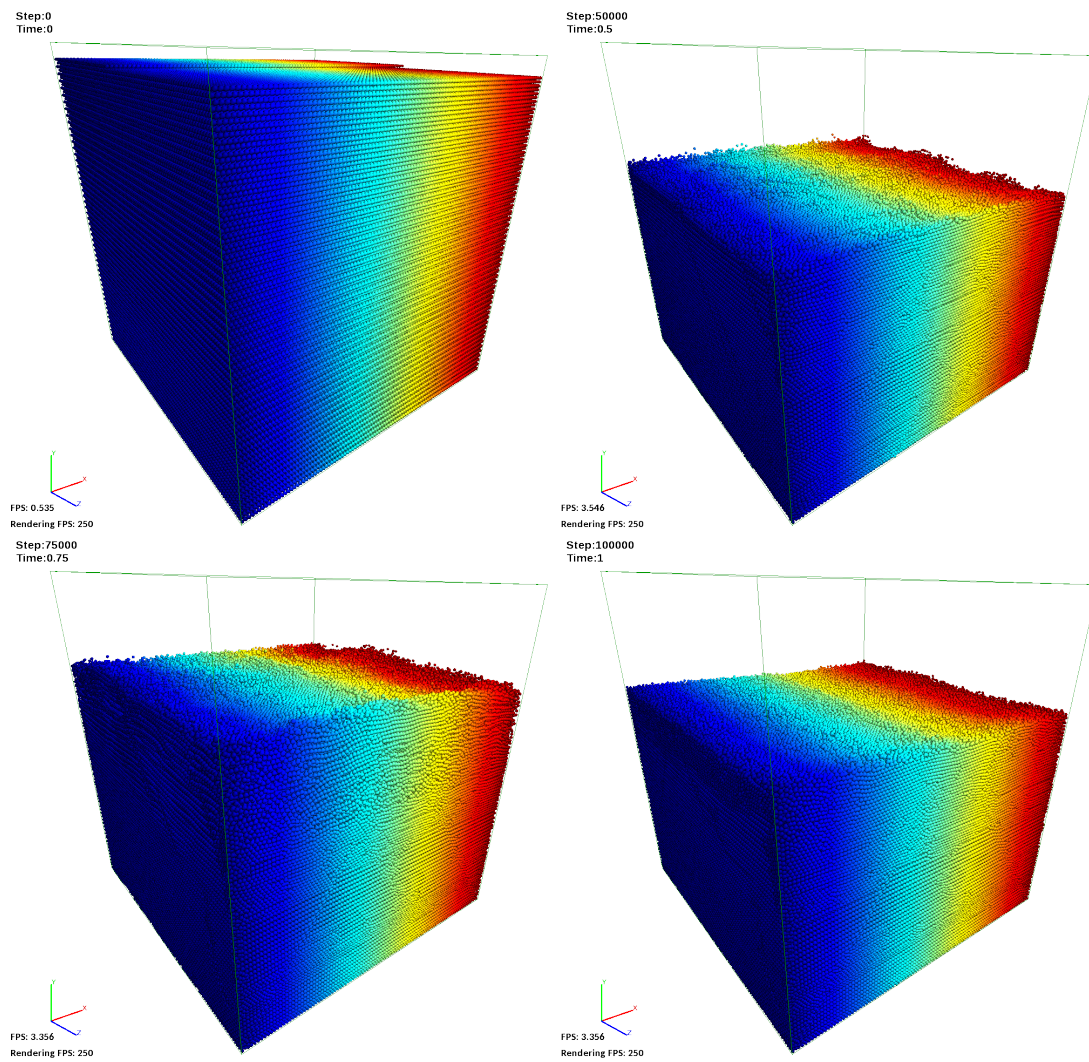 Step:0
Time:0
Y
X
Z
FPS: 0.535
Rendering FPS: 250
Step:50000
Time:0.5
Y
X
Z
FPS: 3.546
Rendering FPS: 250
Step:75000
Time:0.75
Y
X
Z
FPS: 3.356
Rendering FPS: 250
Step:100000
Time:1
Y
X
Z
FPS: 3.356
Rendering FPS: 250